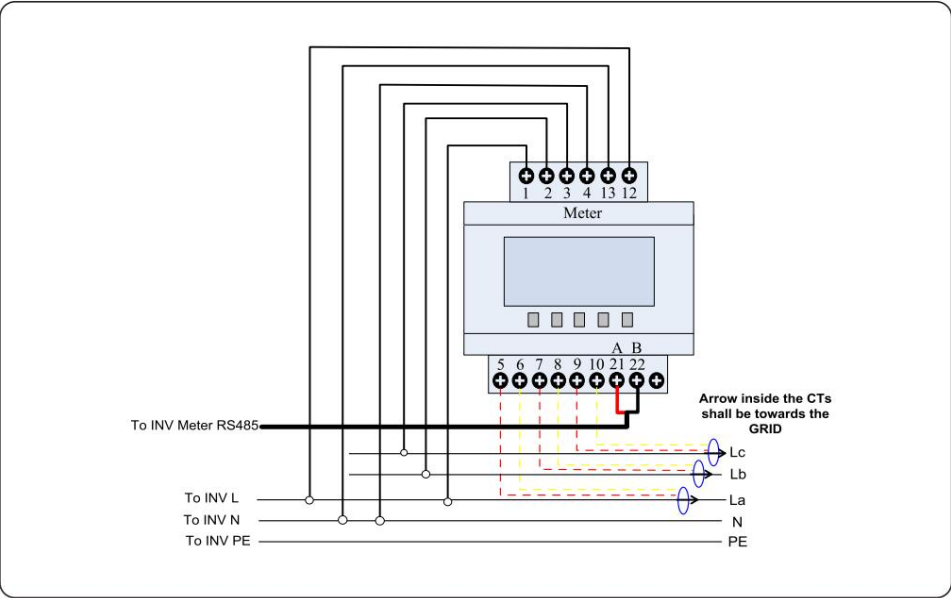 1 2 3 4 13 12
Meter
A B
5 6 7 8 9 10 21 22
Arrow inside the CTs
shall be towards the
GRID
To INV Meter RS485
Lc
Lb
To INV L
La
To INV N
N
To INV PE
PE